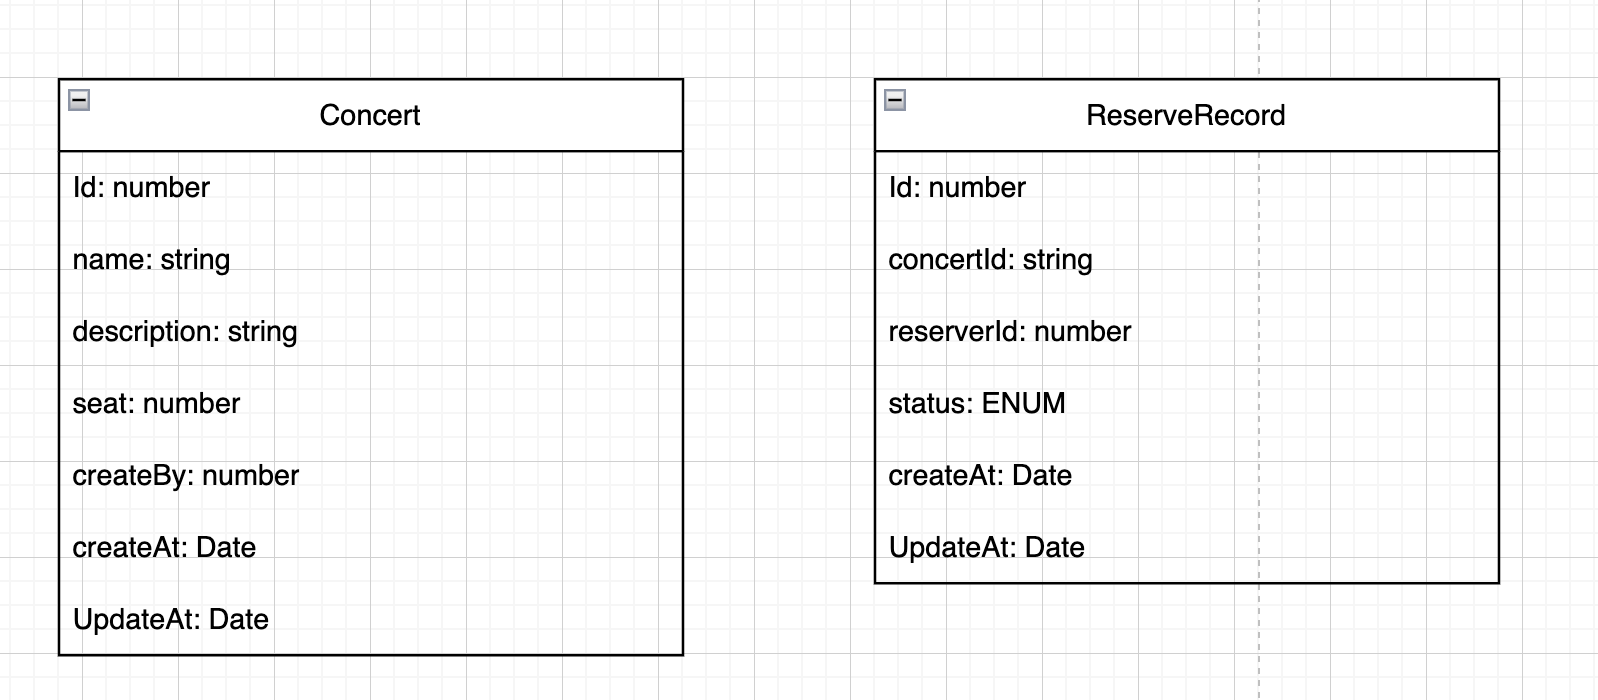 Concert
Id: number
name: string
description: string
seat: number
createBy: number
createAt: Date
UpdateAt: Date
ReserveRecord
Id: number
concertId: string
reserverId: number
status: ENUM
createAt: Date
UpdateAt: Date